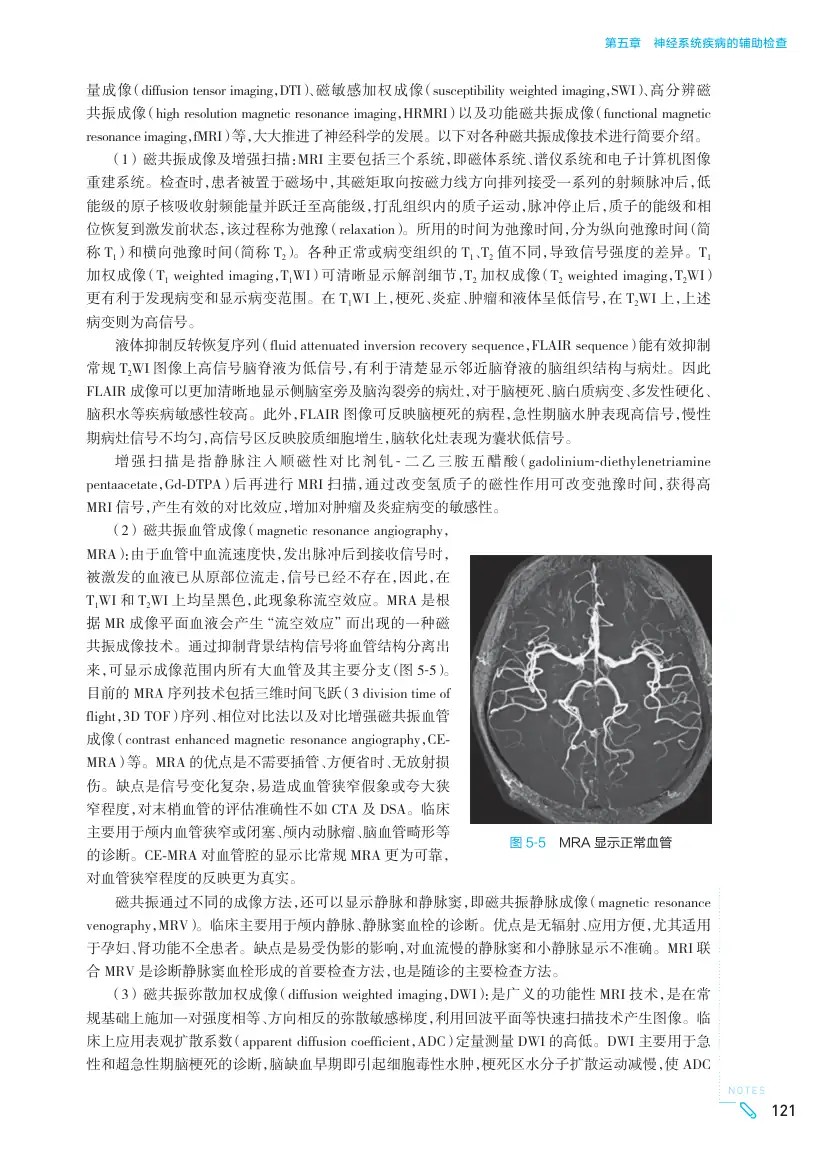 第五章 神经系统疾病的辅助检查
量成像（diffusion tensor imaging,DTI）、磁敏感加权成像（susceptibility weighted imaging,SWI）、高分辨磁
共振成像（high resolution magnetic resonance imaging,HRMRI）以及功能磁共振成像（functional magnetic
resonance imaging,fMRI）等,大大推进了神经科学的发展。以下对各种磁共振成像技术进行简要介绍。
（1）磁共振成像及增强扫描：MRI 主要包括三个系统,即磁体系统、谱仪系统和电子计算机图像
重建系统。检查时,患者被置于磁场中,其磁矩取向按磁力线方向排列接受一系列的射频脉冲后,低
能级的原子核吸收射频能量并跃迁至高能级,打乱组织内的质子运动,脉冲停止后,质子的能级和相
位恢复到激发前状态,该过程称为弛豫（relaxation）。所用的时间为弛豫时间,分为纵向弛豫时间（简
称 T₁）和横向弛豫时间（简称 T₂）。各种正常或病变组织的 T₁、T₂ 值不同,导致信号强度的差异。T₁
加权成像（T₁ weighted imaging,T₁WI）可清晰显示解剖细节,T₂ 加权成像（T₂ weighted imaging,T₂WI）
更有利于发现病变和显示病变范围。在 T₁WI 上,梗死、炎症、肿瘤和液体呈低信号,在 T₂WI 上,上述
病变则为高信号。
液体抑制反转恢复序列（fluid attenuated inversion recovery sequence,FLAIR sequence）能有效抑制
常规 T₂WI 图像上高信号脑脊液为低信号,有利于清楚显示邻近脑脊液的脑组织结构与病灶。因此
FLAIR 成像可以更加清晰地显示侧脑室旁及脑沟裂旁的病灶,对于脑梗死、脑白质病变、多发性硬化、
脑积水等疾病敏感性较高。此外,FLAIR 图像可反映脑梗死的病程,急性期脑水肿表现高信号,慢性
期病灶信号不均匀,高信号区反映胶质细胞增生,脑软化灶表现为囊状低信号。
增强扫描是指静脉注入顺磁性对比剂钆-二乙三胺五醋酸（gadolinium-diethylenetriamine
pentaacetate,Gd-DTPA）后再进行 MRI 扫描,通过改变氢质子的磁性作用可改变弛豫时间,获得高
MRI 信号,产生有效的对比效应,增加对肿瘤及炎症病变的敏感性。
（2）磁共振血管成像（magnetic resonance angiography,
MRA）：由于血管中血流速度快,发出脉冲后到接收信号时,
被激发的血液已从原部位流走,信号已经不存在,因此,在
T₁WI 和 T₂WI 上均呈黑色,此现象称流空效应。MRA 是根
据 MR 成像平面血液会产生“流空效应”而出现的一种磁
共振成像技术。通过抑制背景结构信号将血管结构分离出
来,可显示成像范围内所有大血管及其主要分支（图 5-5）。
目前的 MRA 序列技术包括三维时间飞跃（3 division time of
flight,3D TOF）序列、相位对比法以及对比增强磁共振血管
成像（contrast enhanced magnetic resonance angiography,CE-
MRA）等。MRA 的优点是不需要插管、方便省时、无放射损
伤。缺点是信号变化复杂,易造成血管狭窄假象或夸大狭
窄程度,对末梢血管的评估准确性不如 CTA 及 DSA。临床
主要用于颅内血管狭窄或闭塞、颅内动脉瘤、脑血管畸形等
的诊断。CE-MRA 对血管腔的显示比常规 MRA 更为可靠,
对血管狭窄程度的反映更为真实。
图 5-5 MRA 显示正常血管
磁共振通过不同的成像方法,还可以显示静脉和静脉窦,即磁共振静脉成像（magnetic resonance
venography,MRV）。临床主要用于颅内静脉、静脉窦血栓的诊断。优点是无辐射、应用方便,尤其适用
于孕妇、肾功能不全患者。缺点是易受伪影的影响,对血流慢的静脉窦和小静脉显示不准确。MRI 联
合 MRV 是诊断静脉窦血栓形成的首要检查方法,也是随诊的主要检查方法。
（3）磁共振弥散加权成像（diffusion weighted imaging,DWI）：是广义的功能性 MRI 技术,是在常
规基础上施加一对强度相等、方向相反的弥散敏感梯度,利用回波平面等快速扫描技术产生图像。临
床上应用表观扩散系数（apparent diffusion coefficient,ADC）定量测量 DWI 的高低。DWI 主要用于急
性和超急性期脑梗死的诊断,脑缺血早期即引起细胞毒性水肿,梗死区水分子扩散运动减慢,使 ADC
NOTES
121